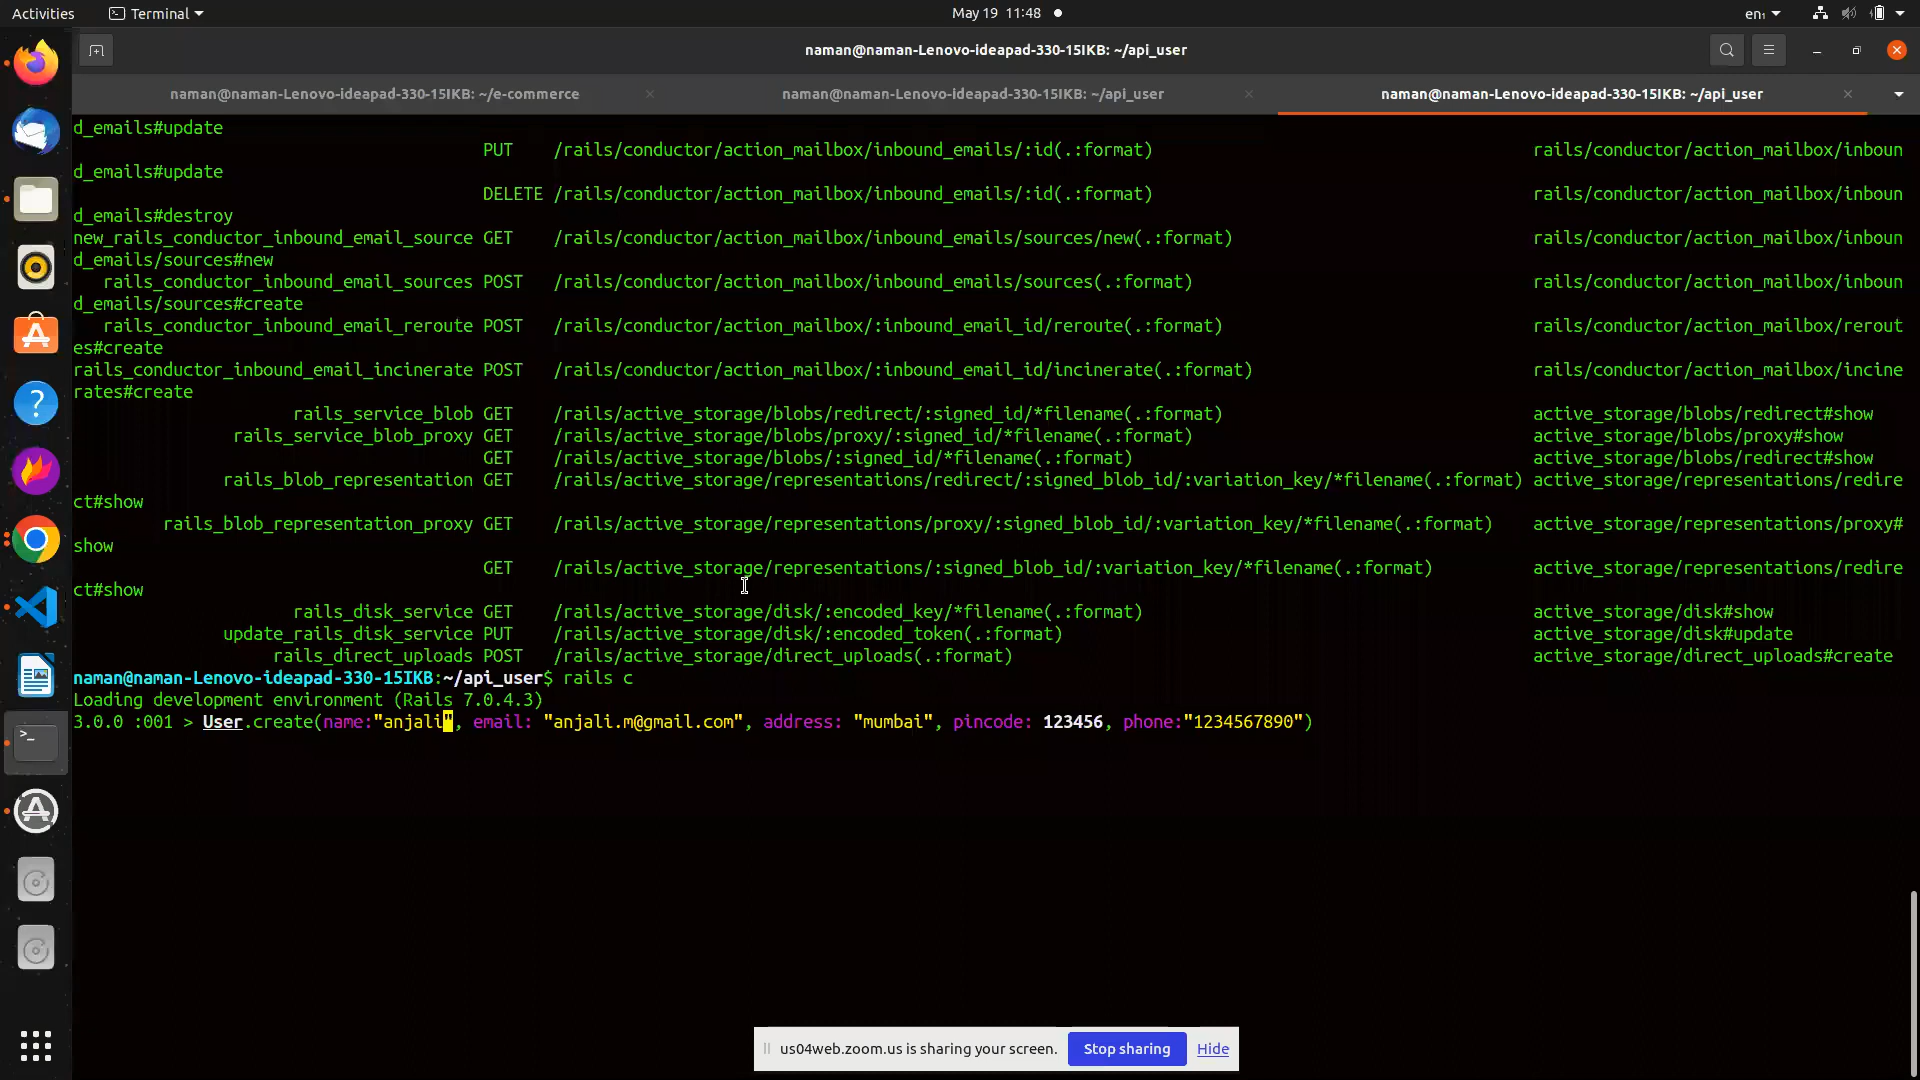 Activities Terminal May 19 11:48 en₁
naman@naman-Lenovo-ideapad-330-15IKB: ~/api_user
naman@naman-Lenovo-ideapad-330-15IKB: ~/e-commerce naman@naman-Lenovo-ideapad-330-15IKB: ~/api_user naman@naman-Lenovo-ideapad-330-15IKB: ~/api_user
d_emails#update
PUT /rails/conductor/action_mailbox/inbound_emails/:id(.:format) rails/conductor/action_mailbox/inboun
d_emails#update
DELETE /rails/conductor/action_mailbox/inbound_emails/:id(.:format) rails/conductor/action_mailbox/inboun
d_emails#destroy
new_rails_conductor_inbound_email_source GET /rails/conductor/action_mailbox/inbound_emails/sources/new(.:format) rails/conductor/action_mailbox/inboun
d_emails/sources#new
rails_conductor_inbound_email_sources POST /rails/conductor/action_mailbox/inbound_emails/sources(.:format) rails/conductor/action_mailbox/inboun
d_emails/sources#create
rails_conductor_inbound_email_reroute POST /rails/conductor/action_mailbox/:inbound_email_id/reroute(.:format) rails/conductor/action_mailbox/rerout
es#create
rails_conductor_inbound_email_incinerate POST /rails/conductor/action_mailbox/:inbound_email_id/incinerate(.:format) rails/conductor/action_mailbox/incine
rates#create
rails_service_blob GET /rails/active_storage/blobs/redirect/:signed_id/*filename(.:format) active_storage/blobs/redirect#show
rails_service_blob_proxy GET /rails/active_storage/blobs/proxy/:signed_id/*filename(.:format) active_storage/blobs/proxy#show
GET /rails/active_storage/blobs/:signed_id/*filename(.:format) active_storage/blobs/redirect#show
rails_blob_representation GET /rails/active_storage/representations/redirect/:signed_blob_id/:variation_key/*filename(.:format) active_storage/representations/redire
ct#show
rails_blob_representation_proxy GET /rails/active_storage/representations/proxy/:signed_blob_id/:variation_key/*filename(.:format) active_storage/representations/proxy#
show
GET /rails/active_storage/representations/:signed_blob_id/:variation_key/*filename(.:format) active_storage/representations/redire
ct#show
rails_disk_service GET /rails/active_storage/disk/:encoded_key/*filename(.:format) active_storage/disk#show
update_rails_disk_service PUT /rails/active_storage/disk/:encoded_token(.:format) active_storage/disk#update
rails_direct_uploads POST /rails/active_storage/direct_uploads(.:format) active_storage/direct_uploads#create
naman@naman-Lenovo-ideapad-330-15IKB:~/api_user$ rails c
Loading development environment (Rails 7.0.4.3)
3.0.0 :001 > User.create(name:"anjali", email: "anjali.m@gmail.com", address: "mumbai", pincode: 123456, phone:"1234567890")
us04web.zoom.us is sharing your screen. Stop sharing Hide